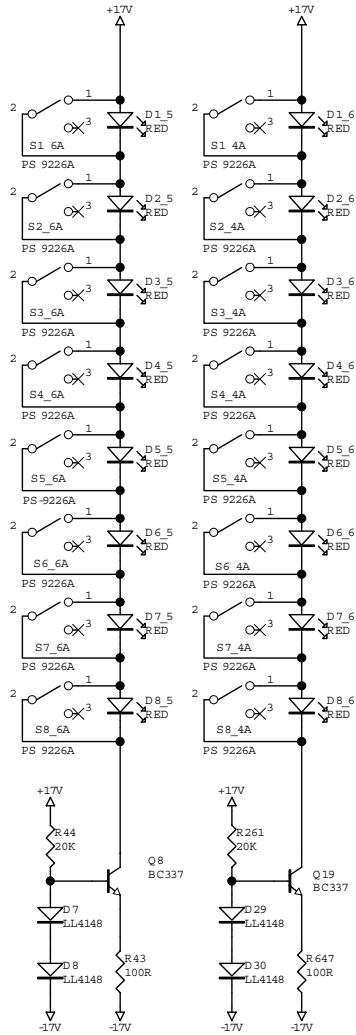 +17V +17V
1 D1_5 1 D1_6
2 2
3 RED 3 RED
S1_6A S1_4A
PS 9226A PS 9226A
1 D2_5 1 D2_6
2 2
3 RED 3 RED
S2_6A S2_4A
PS 9226A PS 9226A
1 D3_5 1 D3_6
2 2
3 RED 3 RED
S3_6A S3_4A
PS 9226A PS 9226A
1 D4_5 1 D4_6
2 2
3 RED 3 RED
S4_6A S4_4A
PS 9226A PS 9226A
1 D5_5 1 D5_6
2 2
3 RED 3 RED
S5_6A S5_4A
PS-9226A PS 9226A
1 D6_5 1 D6_6
2 2
3 RED 3 RED
S6_6A S6_4A
PS 9226A PS 9226A
1 D7_5 1 D7_6
2 2
3 RED 3 RED
S7_6A S7_4A
PS 9226A PS 9226A
1 D8_5 1 D8_6
2 2
3 RED 3 RED
S8_6A S8_4A
PS 9226A PS 9226A
+17V +17V
R44 R261
20K 20K
Q8 Q19
BC337 BC337
D7 D29
LL4148 LL4148
D8 R43 D30 R647
LL4148 100R LL4148 100R
-17V -17V -17V -17V